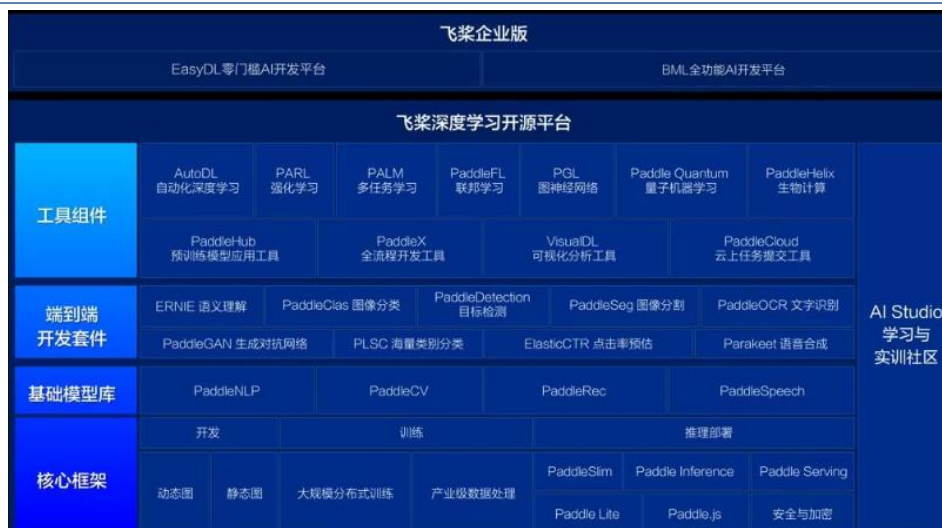 飞桨企业版
EasyDL零门槛AI开发平台
BML全功能AI开发平台
飞桨深度学习开源平台
工具组件
AutoDL
自动化深度学习
PARL
强化学习
PALM
多任务学习
PaddleFL
联邦学习
PGL
图神经网络
Paddle Quantum
量子机器学习
PaddleHelix
生物计算
PaddleHub
预训练模型应用工具
PaddleX
全流程开发工具
VisualDL
可视化分析工具
PaddleCloud
云上任务提交工具
端到端
开发套件
ERNIE 语义理解
PaddleClas 图像分类
PaddleDetection
目标检测
PaddleSeg 图像分割
PaddleOCR 文字识别
PaddleGAN 生成对抗网络
PLSC 海量类别分类
ElasticCTR 点击率预估
Parakeet 语音合成
基础模型库
PaddleNLP
PaddleCV
PaddleRec
PaddleSpeech
核心框架
开发
训练
推理部署
动态图
静态图
大规模分布式训练
产业级数据处理
PaddleSlim
Paddle Inference
Paddle Serving
Paddle Lite
Paddle.js
安全与加密
AI Studio
学习与
实训社区